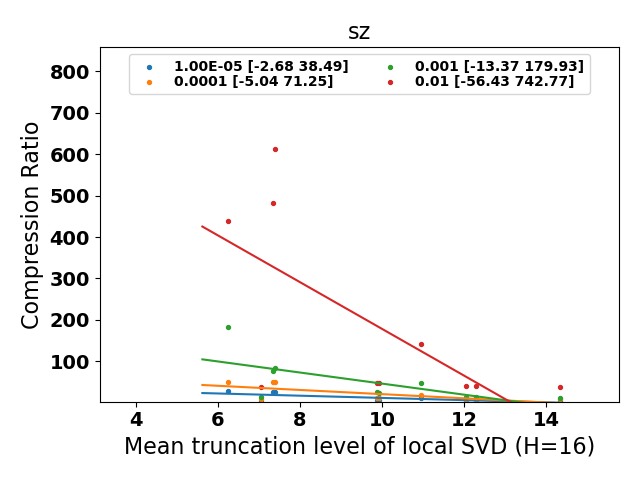 sz
1.00E-05 [-2.68 38.49]
0.0001 [-5.04 71.25]
0.001 [-13.37 179.93]
0.01 [-56.43 742.77]
Compression Ratio
800
700
600
500
400
300
200
100
4 6 8 10 12 14
Mean truncation level of local SVD (H=16)